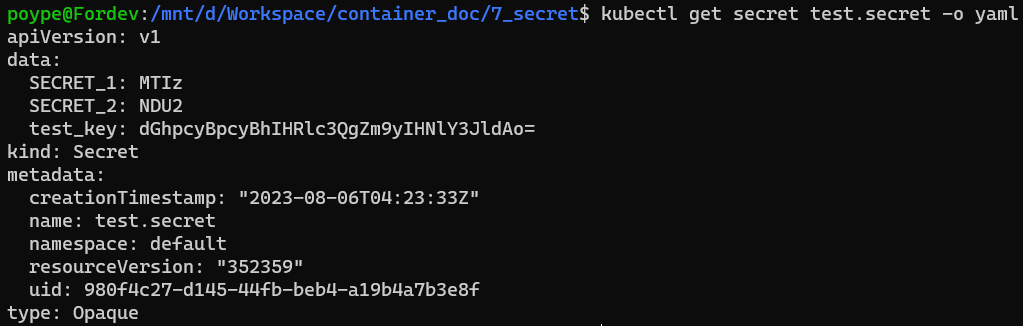 poype@Fordev:/mnt/d/Workspace/container_doc/7_secret$ kubectl get secret test.secret -o yaml
apiVersion: v1
data:
  SECRET_1: MTIz
  SECRET_2: NDU2
  test_key: dGhpcyBpcyBhIHRlc3QgZm9yIHNlY3JldAo=
kind: Secret
metadata:
  creationTimestamp: "2023-08-06T04:23:33Z"
  name: test.secret
  namespace: default
  resourceVersion: "352359"
  uid: 980f4c27-d145-44fb-beb4-a19b4a7b3e8f
type: Opaque